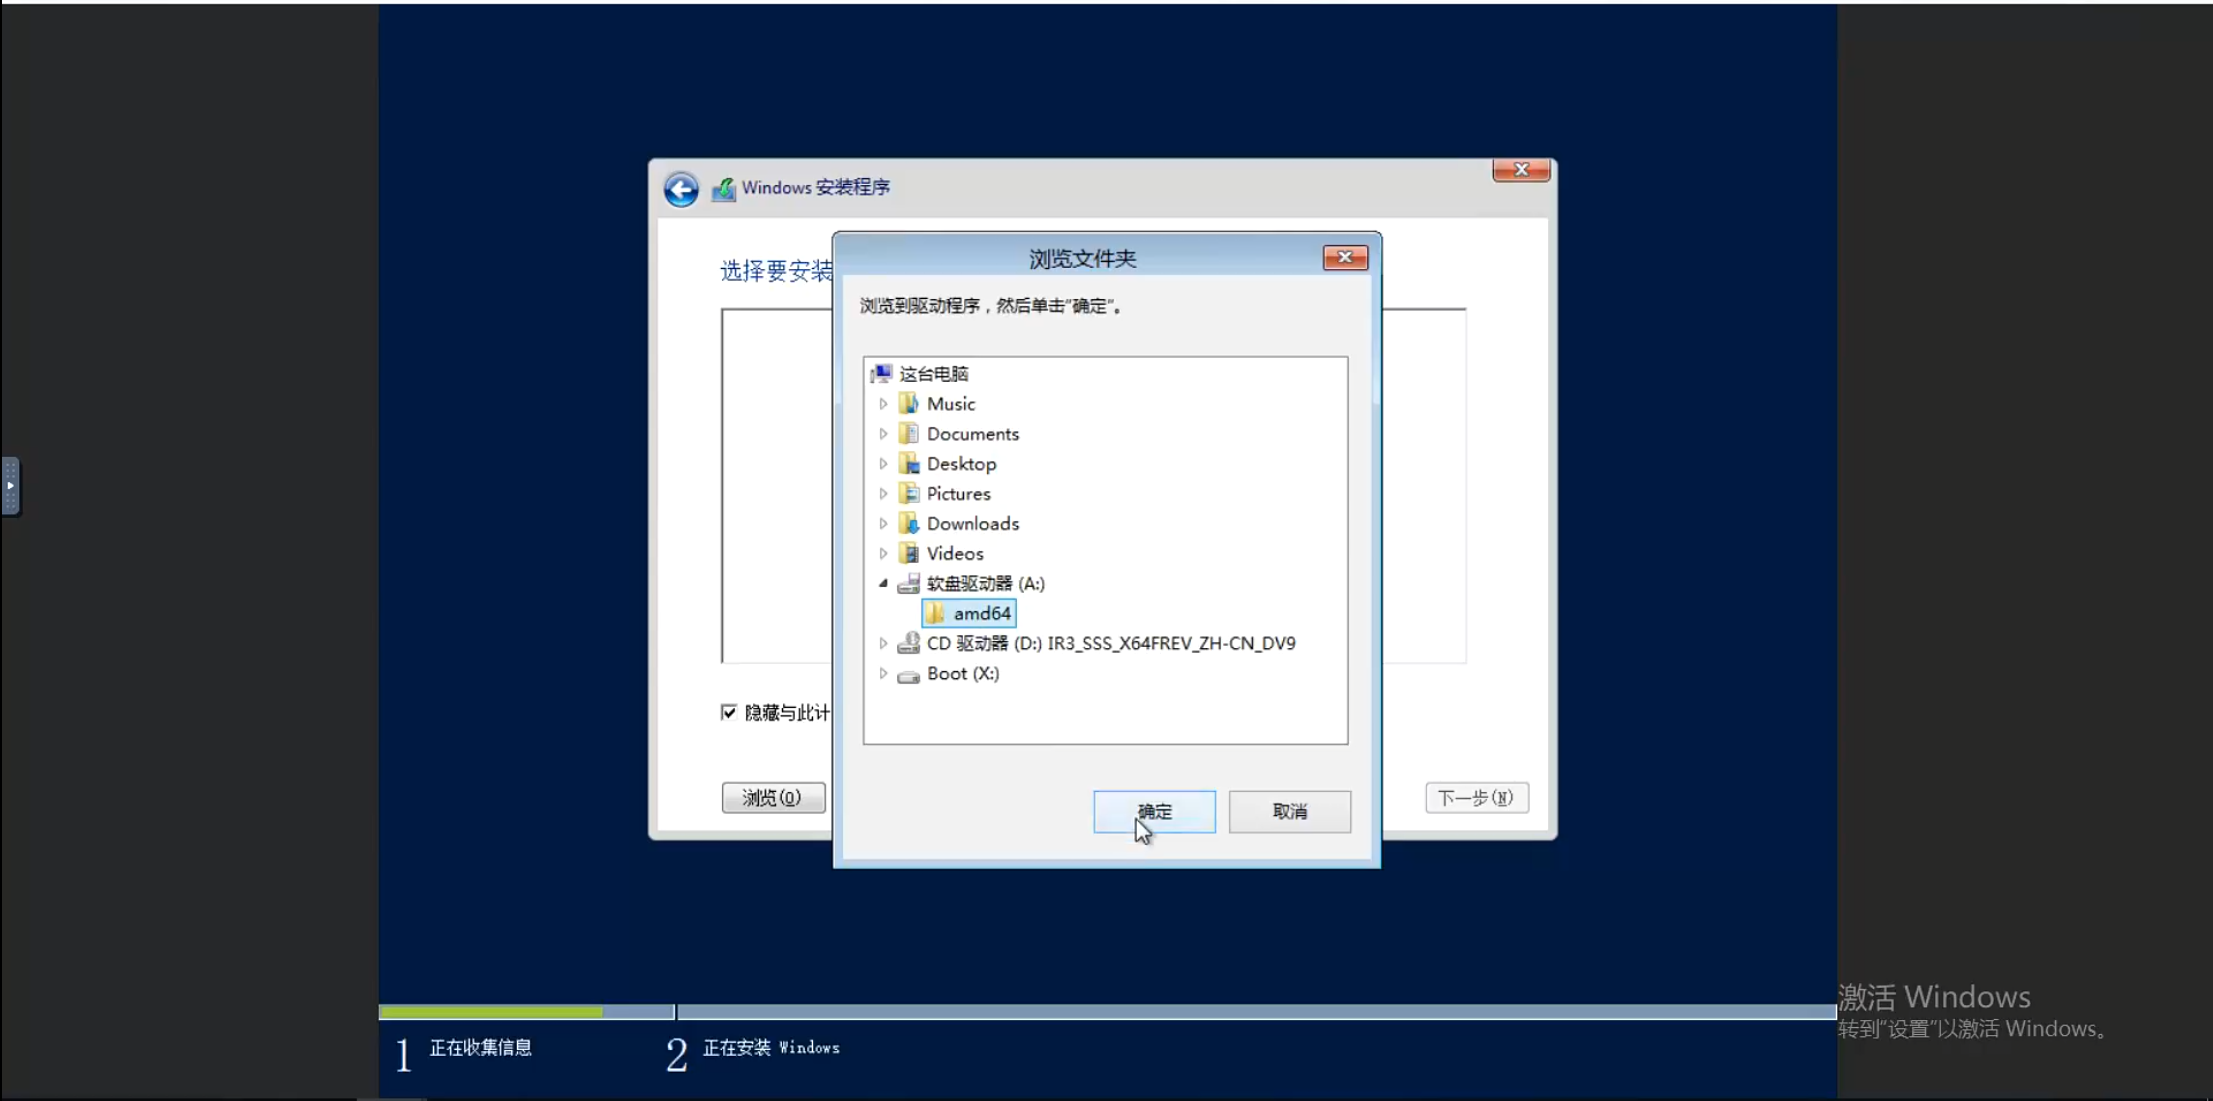 Windows 安装程序
选择要安装
浏览文件夹
浏览到驱动程序，然后单击“确定”。
这台电脑
Music
Documents
Desktop
Pictures
Downloads
Videos
软盘驱动器 (A:)
amd64
CD 驱动器 (D:) IR3_SSS_X64FREV_ZH-CN_DV9
Boot (X:)
隐藏与此计
浏览(O)
确定
取消
下一步(N)
激活 Windows
转到“设置”以激活 Windows。
1 正在收集信息
2 正在安装 Windows